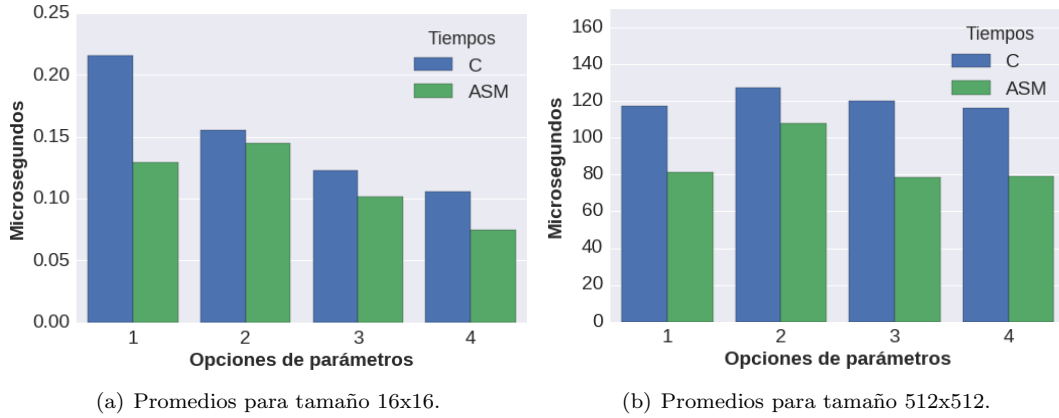 0.25
0.20
0.15
0.10
0.05
0.00
Microsegundos
Tiempos
C
ASM
1 2 3 4
Opciones de parámetros
(a) Promedios para tamaño 16x16.
160
140
120
100
80
60
40
20
0
Microsegundos
Tiempos
C
ASM
1 2 3 4
Opciones de parámetros
(b) Promedios para tamaño 512x512.